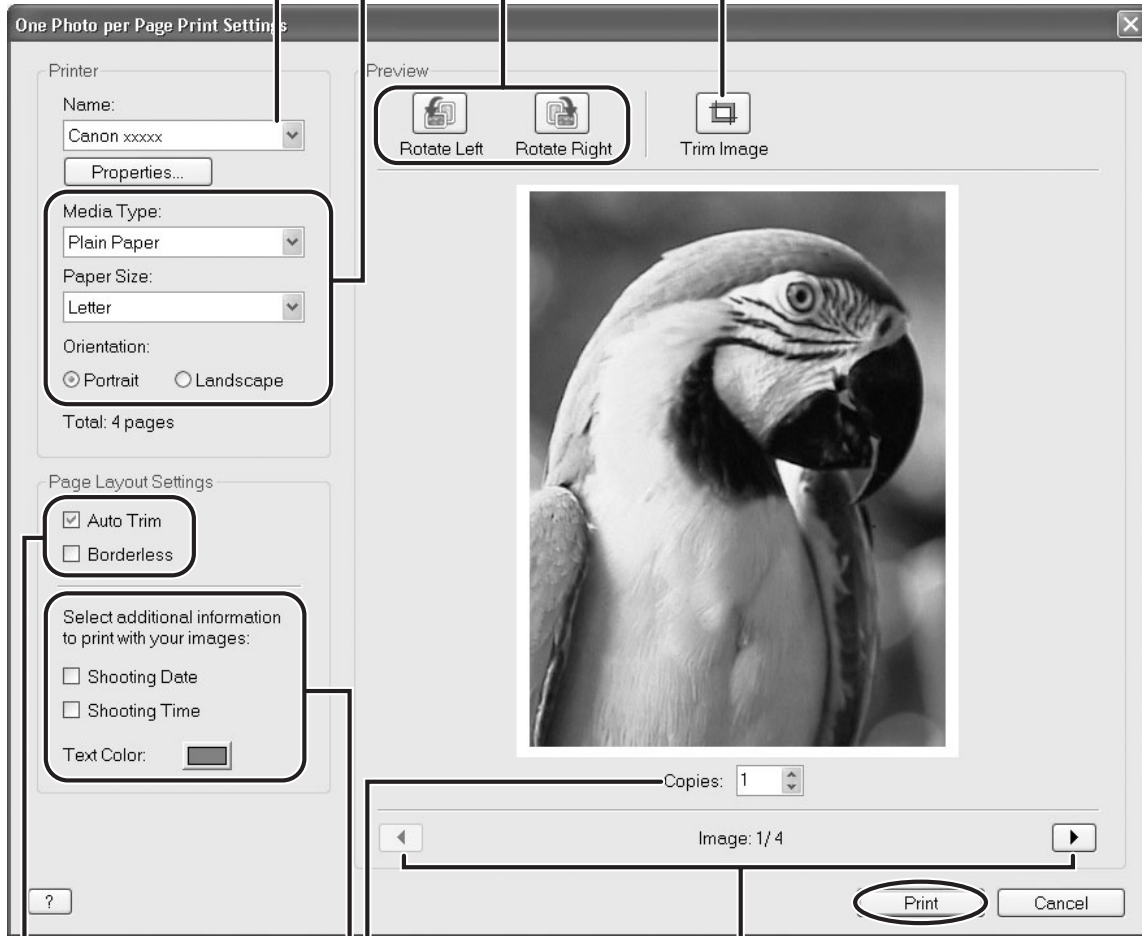 One Photo per Page Print Settings
Printer
Name:
Canon xxxxx
Properties...
Media Type:
Plain Paper
Paper Size:
Letter
Orientation:
Portrait Landscape
Total: 4 pages
Page Layout Settings
Auto Trim
Borderless
Select additional information
to print with your images:
Shooting Date
Shooting Time
Text Color:
Preview
Rotate Left Rotate Right Trim Image
Copies: 1
Image: 1/ 4
? Print Cancel